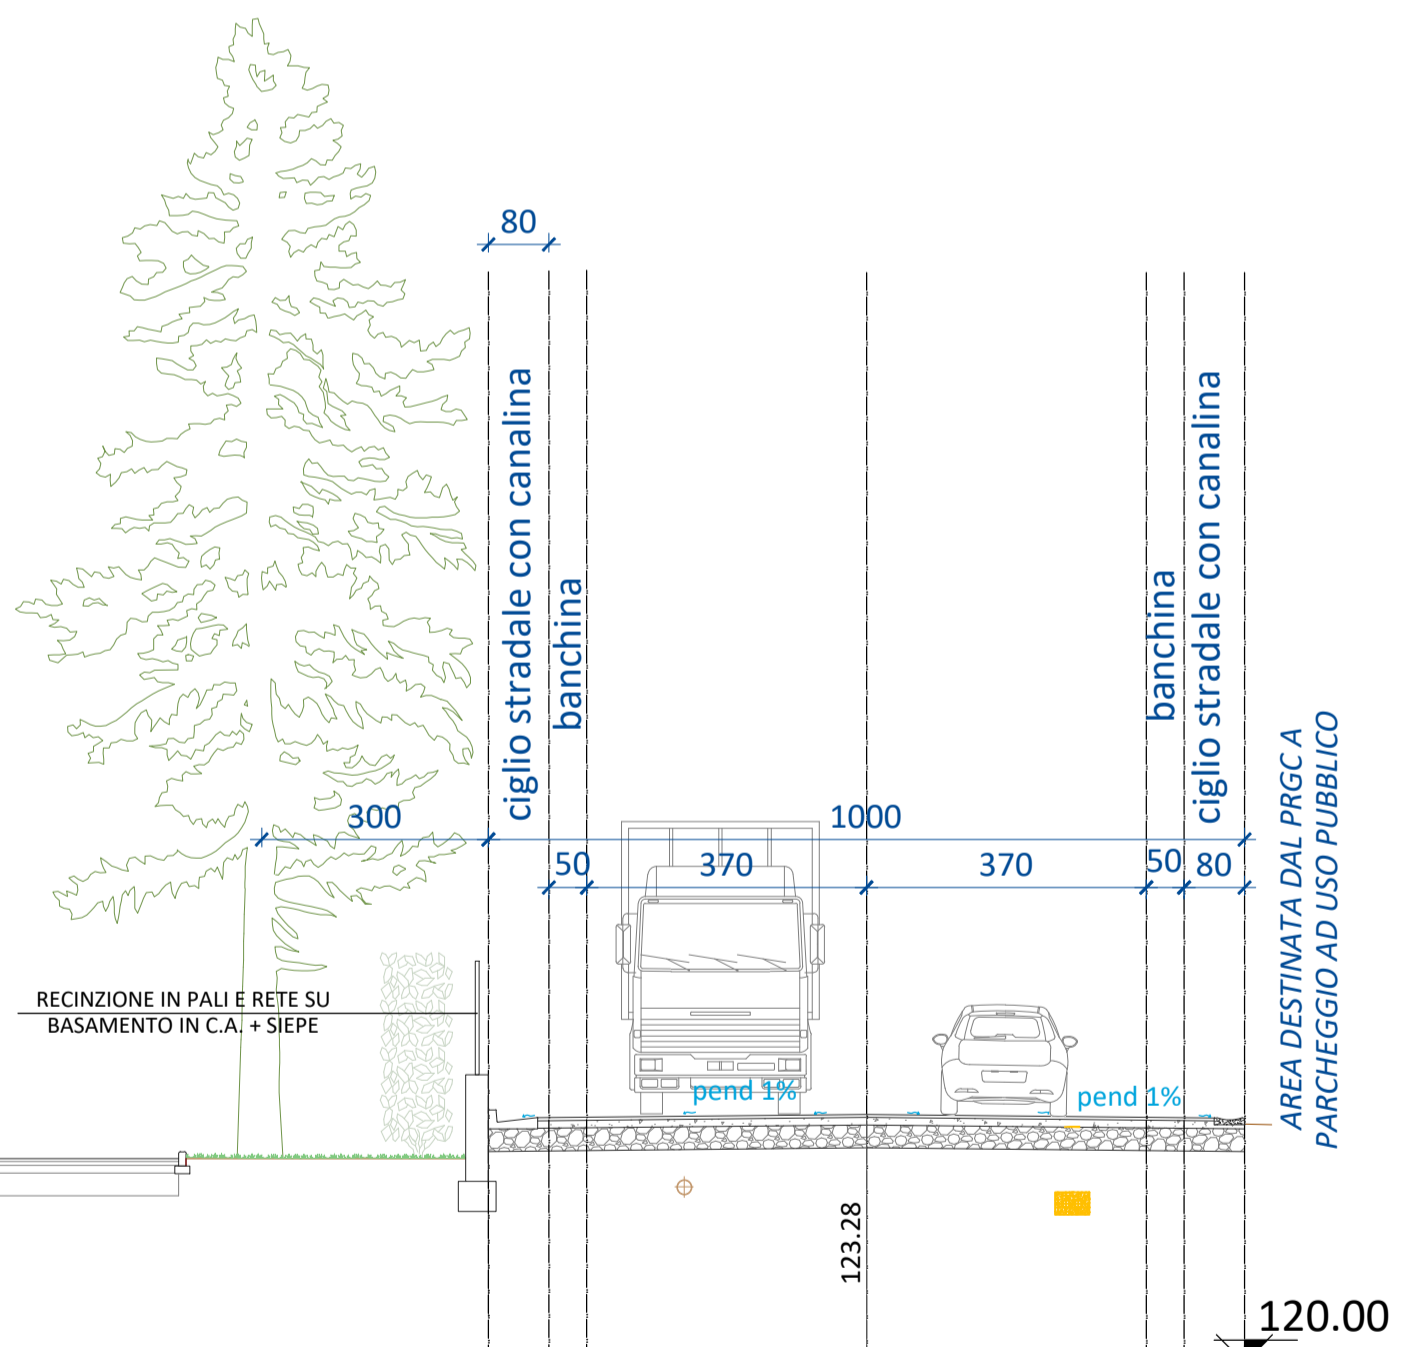 80
ciglio stradale con canalina
banchina
banchina
ciglio stradale con canalina
300
1000
50
370
370
50
80
AREA DESTINATA DAL PRGC A
PARCHEGGIO AD USO PUBBLICO
RECINZIONE IN PALI E RETE SU
BASAMENTO IN C.A. + SIEPE
pend 1%
pend 1%
123.28
120.00